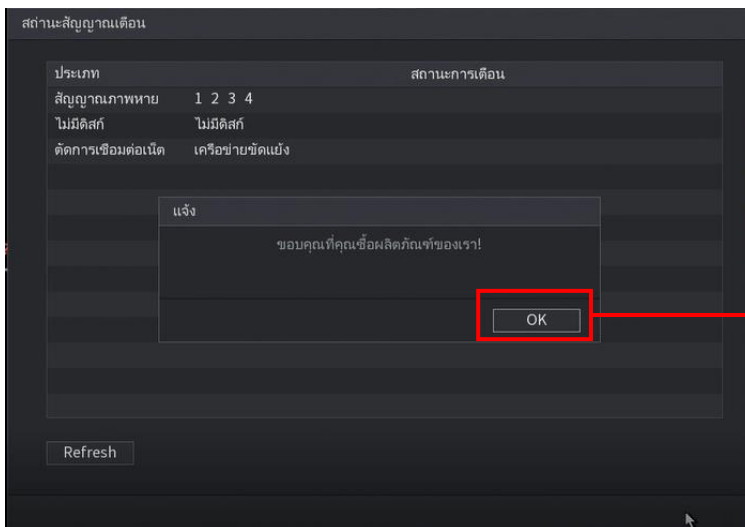 สถานะสัญญาณเตือน
ประเภท สถานะการเตือน
สัญญาณภาพหาย 1 2 3 4
ไม่มีดิสก์ ไม่มีดิสก์
ตัดการเชื่อมต่อเน็ต เครือข่ายขัดแย้ง
แจ้ง
ขอบคุณที่คุณซื้อผลิตภัณฑ์ของเรา!
OK
Refresh